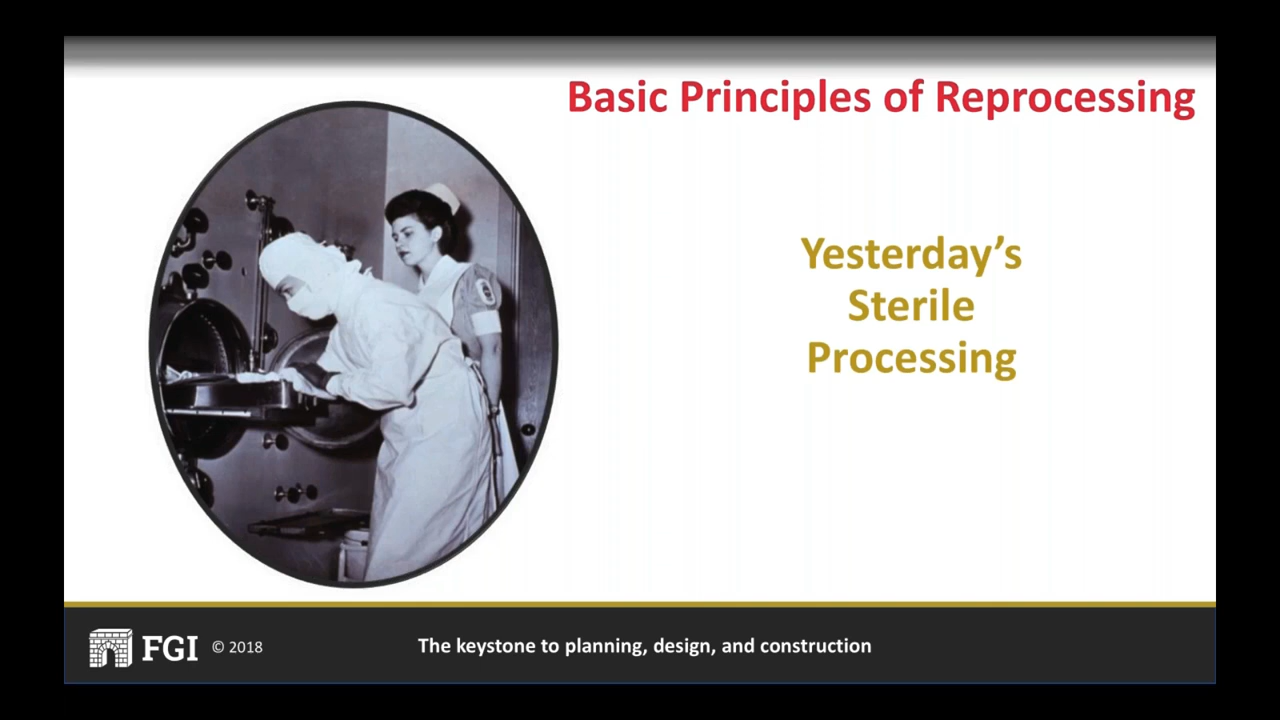 Basic Principles of Reprocessing
Yesterday’s
Sterile
Processing
FGI © 2018
The keystone to planning, design, and construction